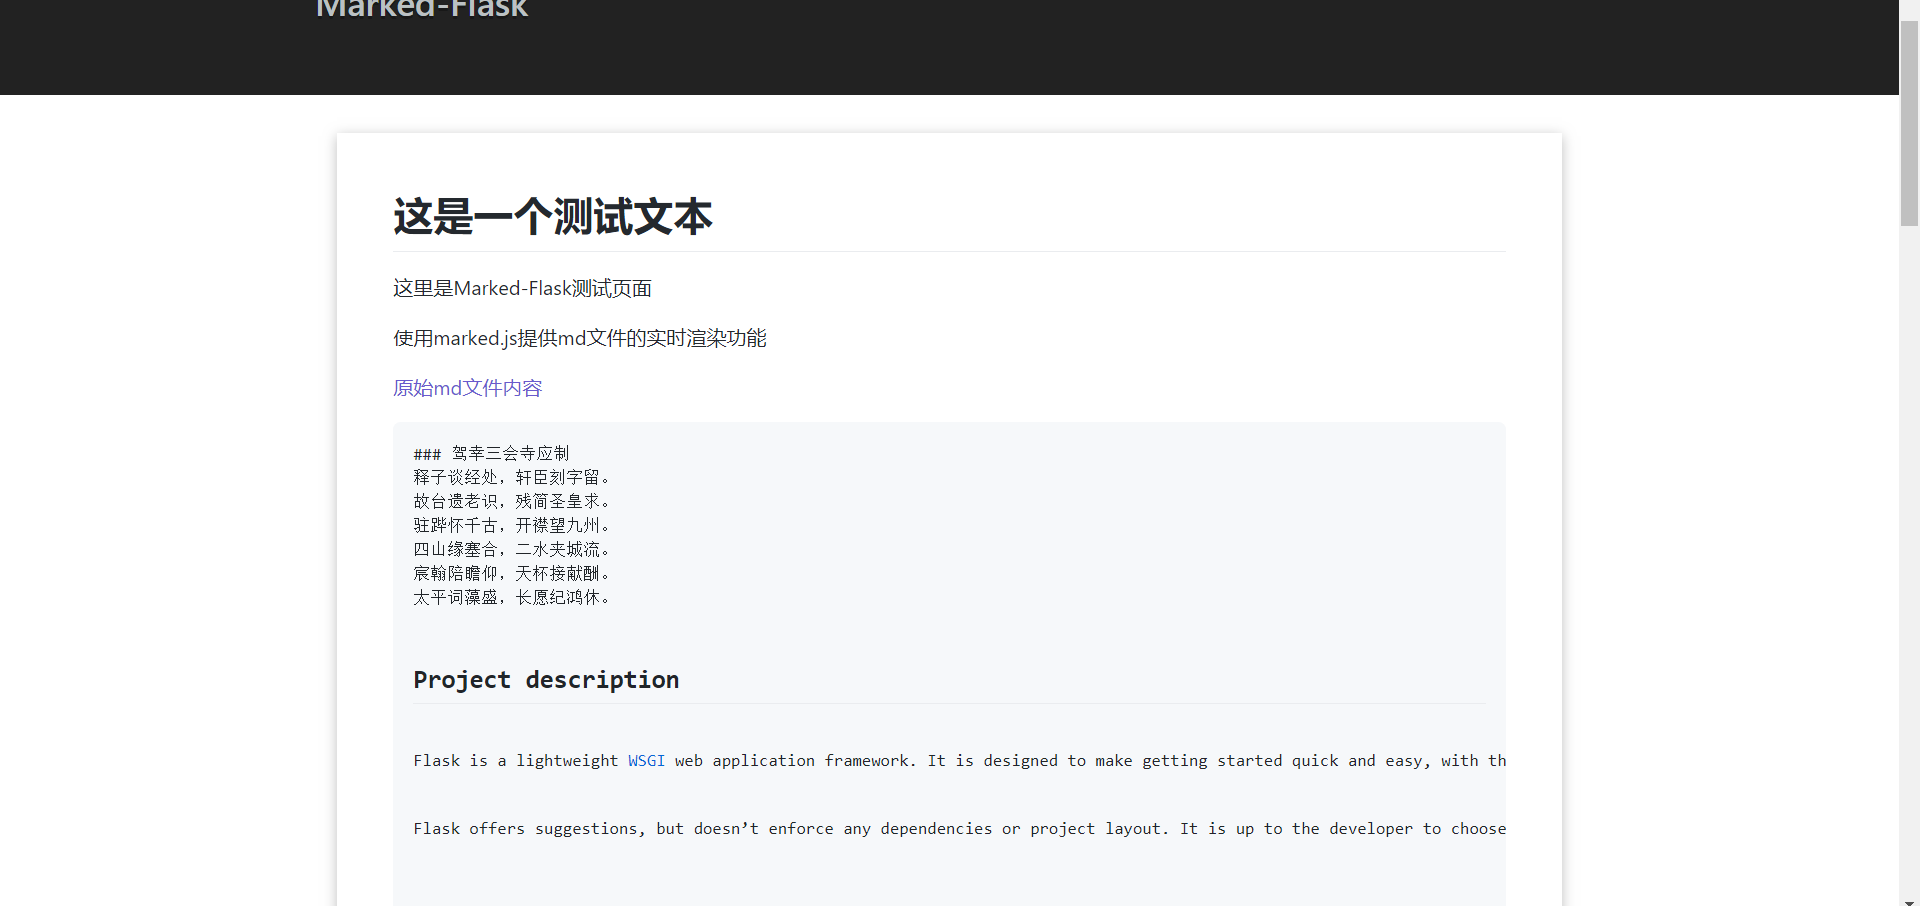 Marked-Flask
这是一个测试文本
这里是Marked-Flask测试页面
使用marked.js提供md文件的实时渲染功能
原始md文件内容
### 驾幸三会寺应制
释子谈经处，轩臣刻字留。
故台遗老识，残简圣皇求。
驻跸怀千古，开襟望九州。
四山缘塞合，二水夹城流。
宸翰陪瞻仰，天杯接献酬。
太平词藻盛，长愿纪鸿休。
Project description
Flask is a lightweight WSGI web application framework. It is designed to make getting started quick and easy, with th
Flask offers suggestions, but doesn’t enforce any dependencies or project layout. It is up to the developer to choose